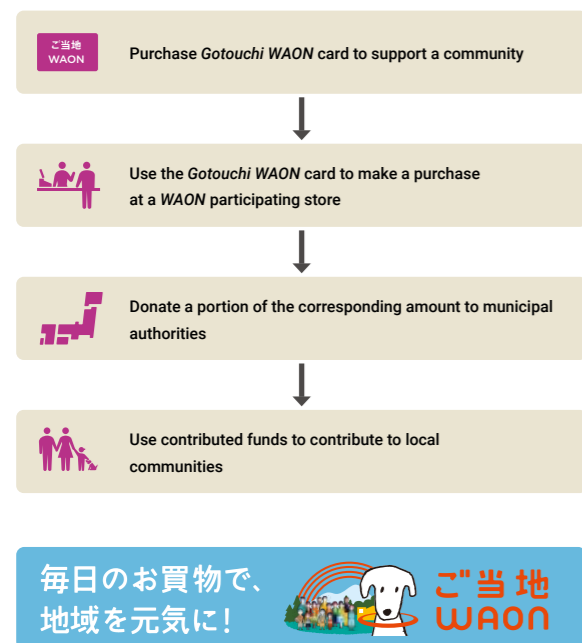 ご当地
WAON
Purchase Gotouchi WAON card to support a community
Use the Gotouchi WAON card to make a purchase
at a WAON participating store
Donate a portion of the corresponding amount to municipal
authorities
Use contributed funds to contribute to local
communities
毎日のお買物で、
地域を元気に！
ご当地
WAON